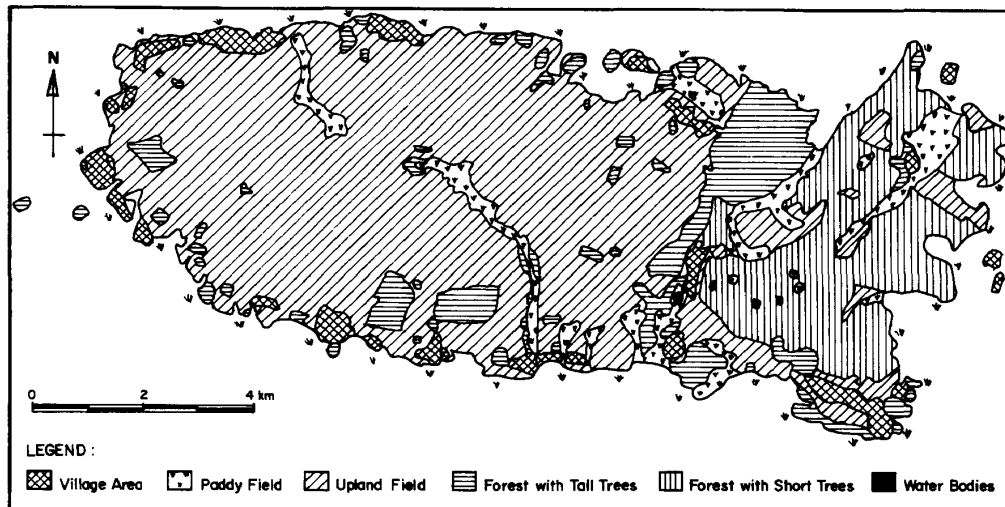 N
0 2 4 km
LEGEND :
Village Area Paddy Field Upland Field Forest with Tall Trees Forest with Short Trees Water Bodies